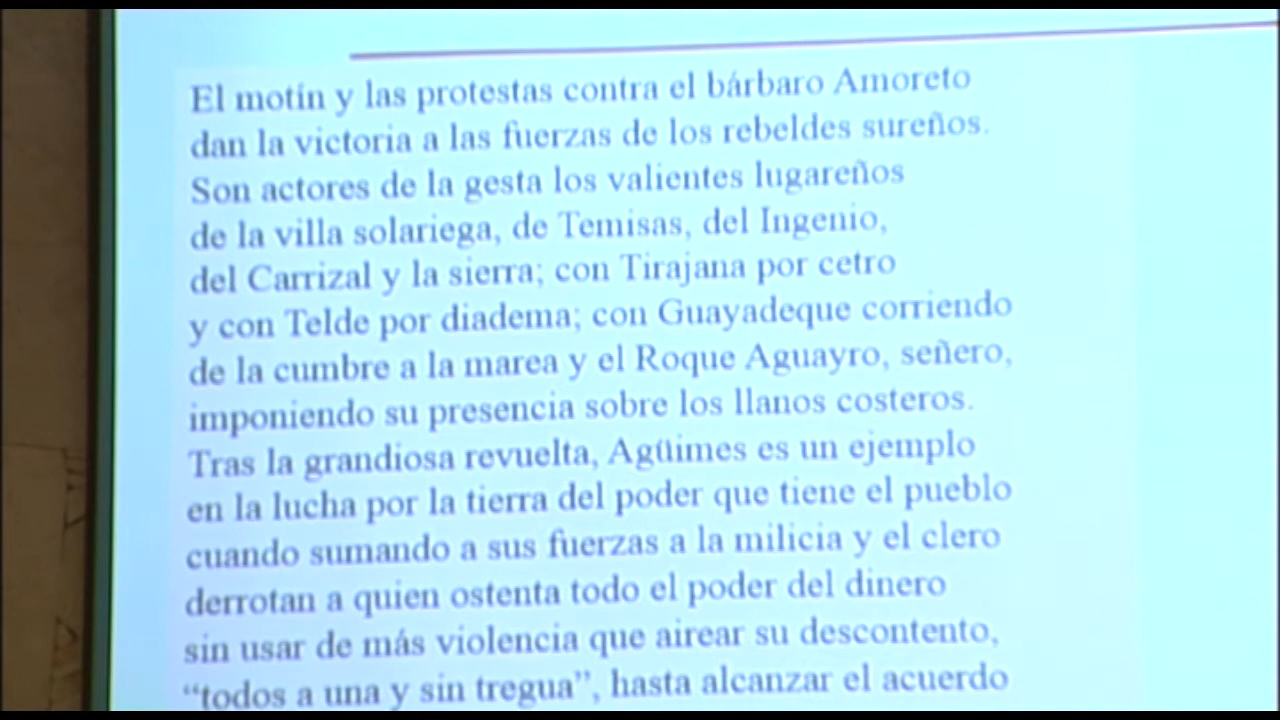 El motín y las protestas contra el bárbaro Amoreto
dan la victoria a las fuerzas de los rebeldes sureños.
Son actores de la gesta los valientes lugareños
de la villa solariega, de Temisas, del Ingenio,
del Carrizal y la sierra; con Tirajana por cetro
y con Telde por diadema; con Guayadeque corriendo
de la cumbre a la marea y el Roque Aguayro, señero,
imponiendo su presencia sobre los llanos costeros.
Tras la grandiosa revuelta, Agüimes es un ejemplo
en la lucha por la tierra del poder que tiene el pueblo
cuando sumando a sus fuerzas a la milicia y el clero
derrotan a quien ostenta todo el poder del dinero
sin usar de más violencia que airear su descontento,
“todos a una y sin tregua”, hasta alcanzar el acuerdo